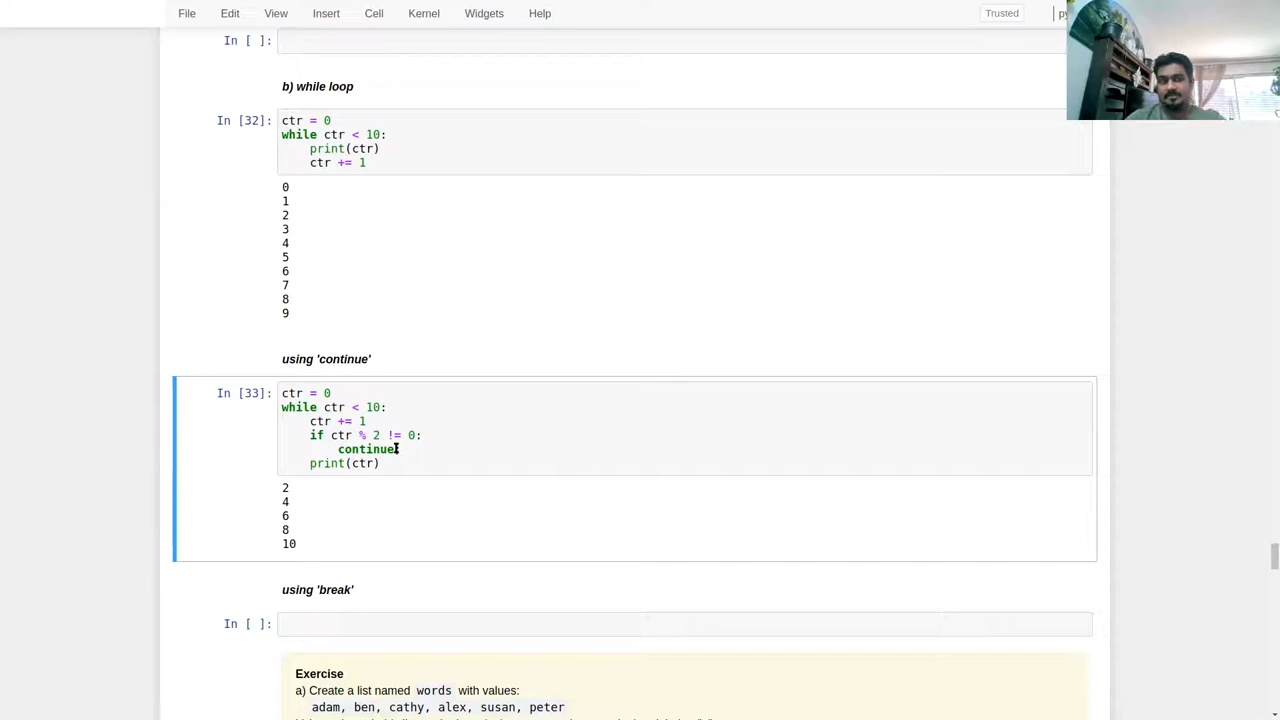 File Edit View Insert Cell Kernel Widgets Help Trusted
In [ ]:
b) while loop
In [32]: ctr = 0
while ctr < 10:
    print(ctr)
    ctr += 1
0
1
2
3
4
5
6
7
8
9
using 'continue'
In [33]: ctr = 0
while ctr < 10:
    ctr += 1
    if ctr % 2 != 0:
        continue
    print(ctr)
2
4
6
8
10
using 'break'
In [ ]:
Exercise
a) Create a list named words with values:
adam, ben, cathy, alex, susan, peter